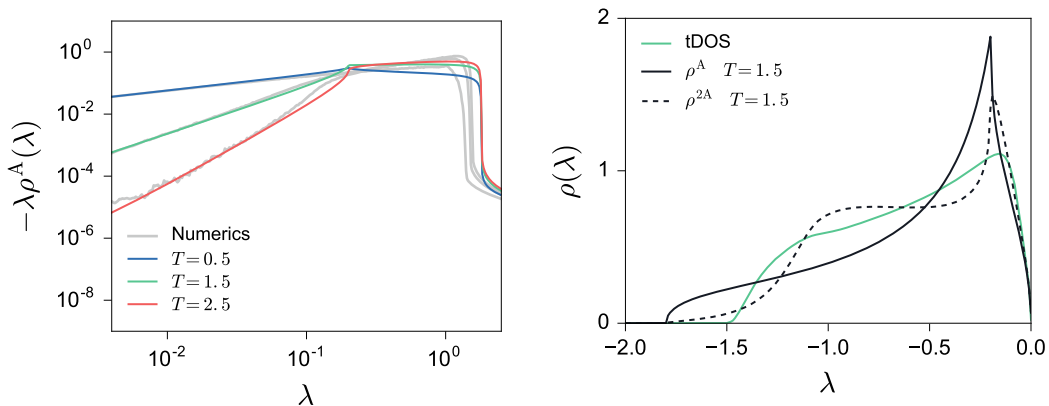 −λρ^A(λ)
10^0
10^-2
10^-4
10^-6
10^-8
Numerics
T = 0.5
T = 1.5
T = 2.5
10^-2
10^-1
10^0
λ
ρ(λ)
2
1
0
tDOS
ρ^A T = 1.5
ρ^2A T = 1.5
−2.0
−1.5
−1.0
−0.5
0.0
λ